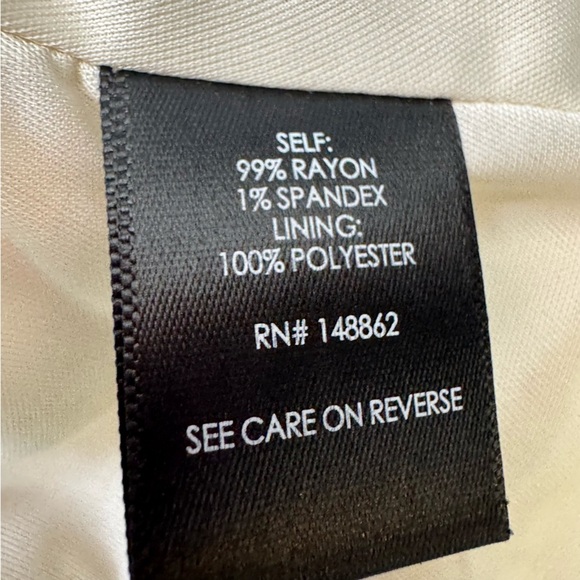 SELF:
99% RAYON
1% SPANDEX
LINING:
100% POLYESTER
RN# 148862
SEE CARE ON REVERSE